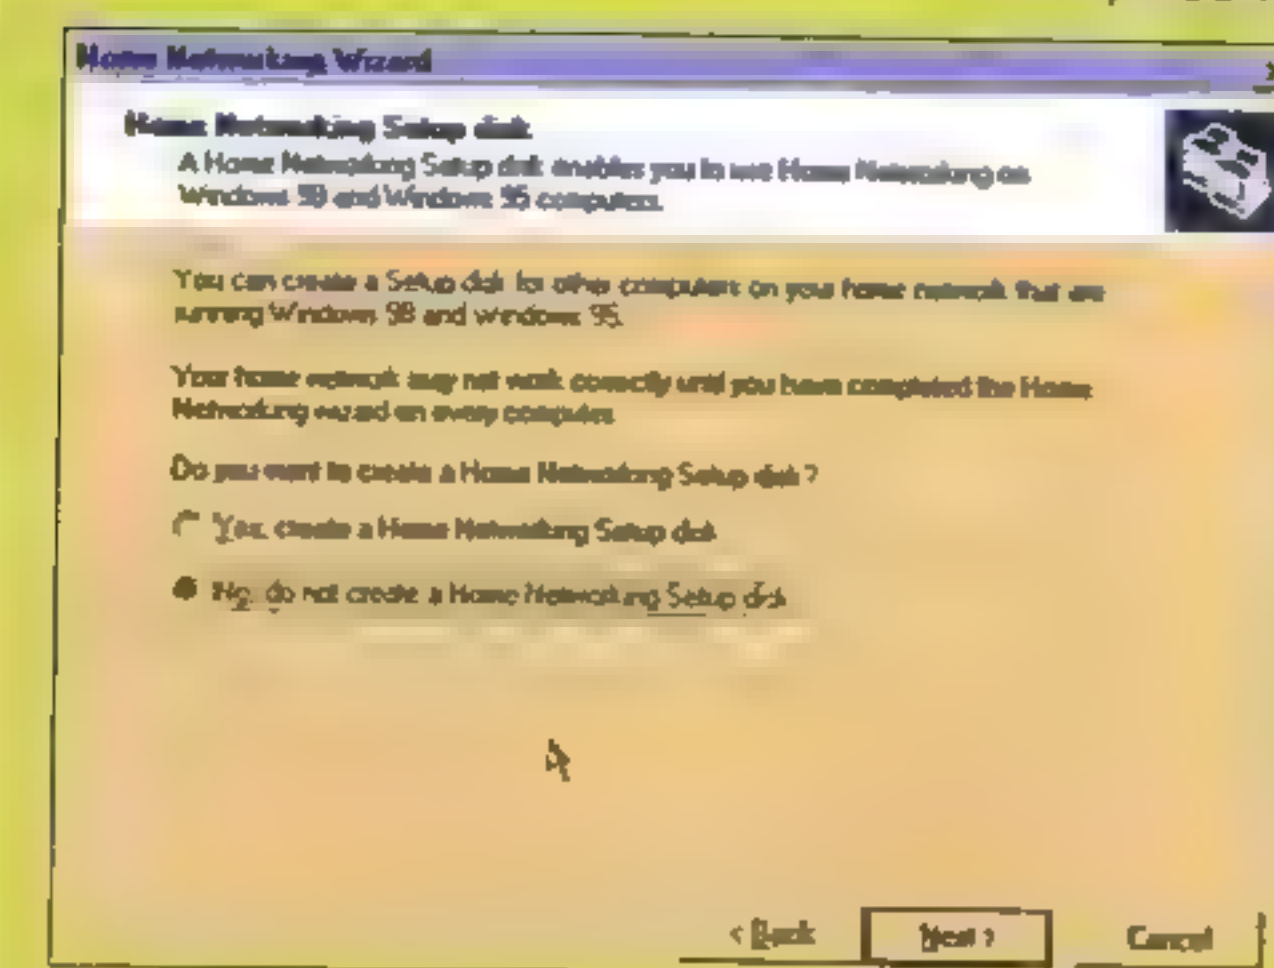 Home Networking Wizard
Home Networking Setup disk
A Home Networking Setup disk enables you to use Home Networking on
Windows 98 and Windows 95 computers.
You can create a Setup disk for other computers on your home network that are
running Windows 98 and windows 95.
Your home network may not work correctly until you have completed the Home
Networking wizard on every computer.
Do you want to create a Home Networking Setup disk?
Yes, create a Home Networking Setup disk
No, do not create a Home Networking Setup disk
< Back
Next >
Cancel